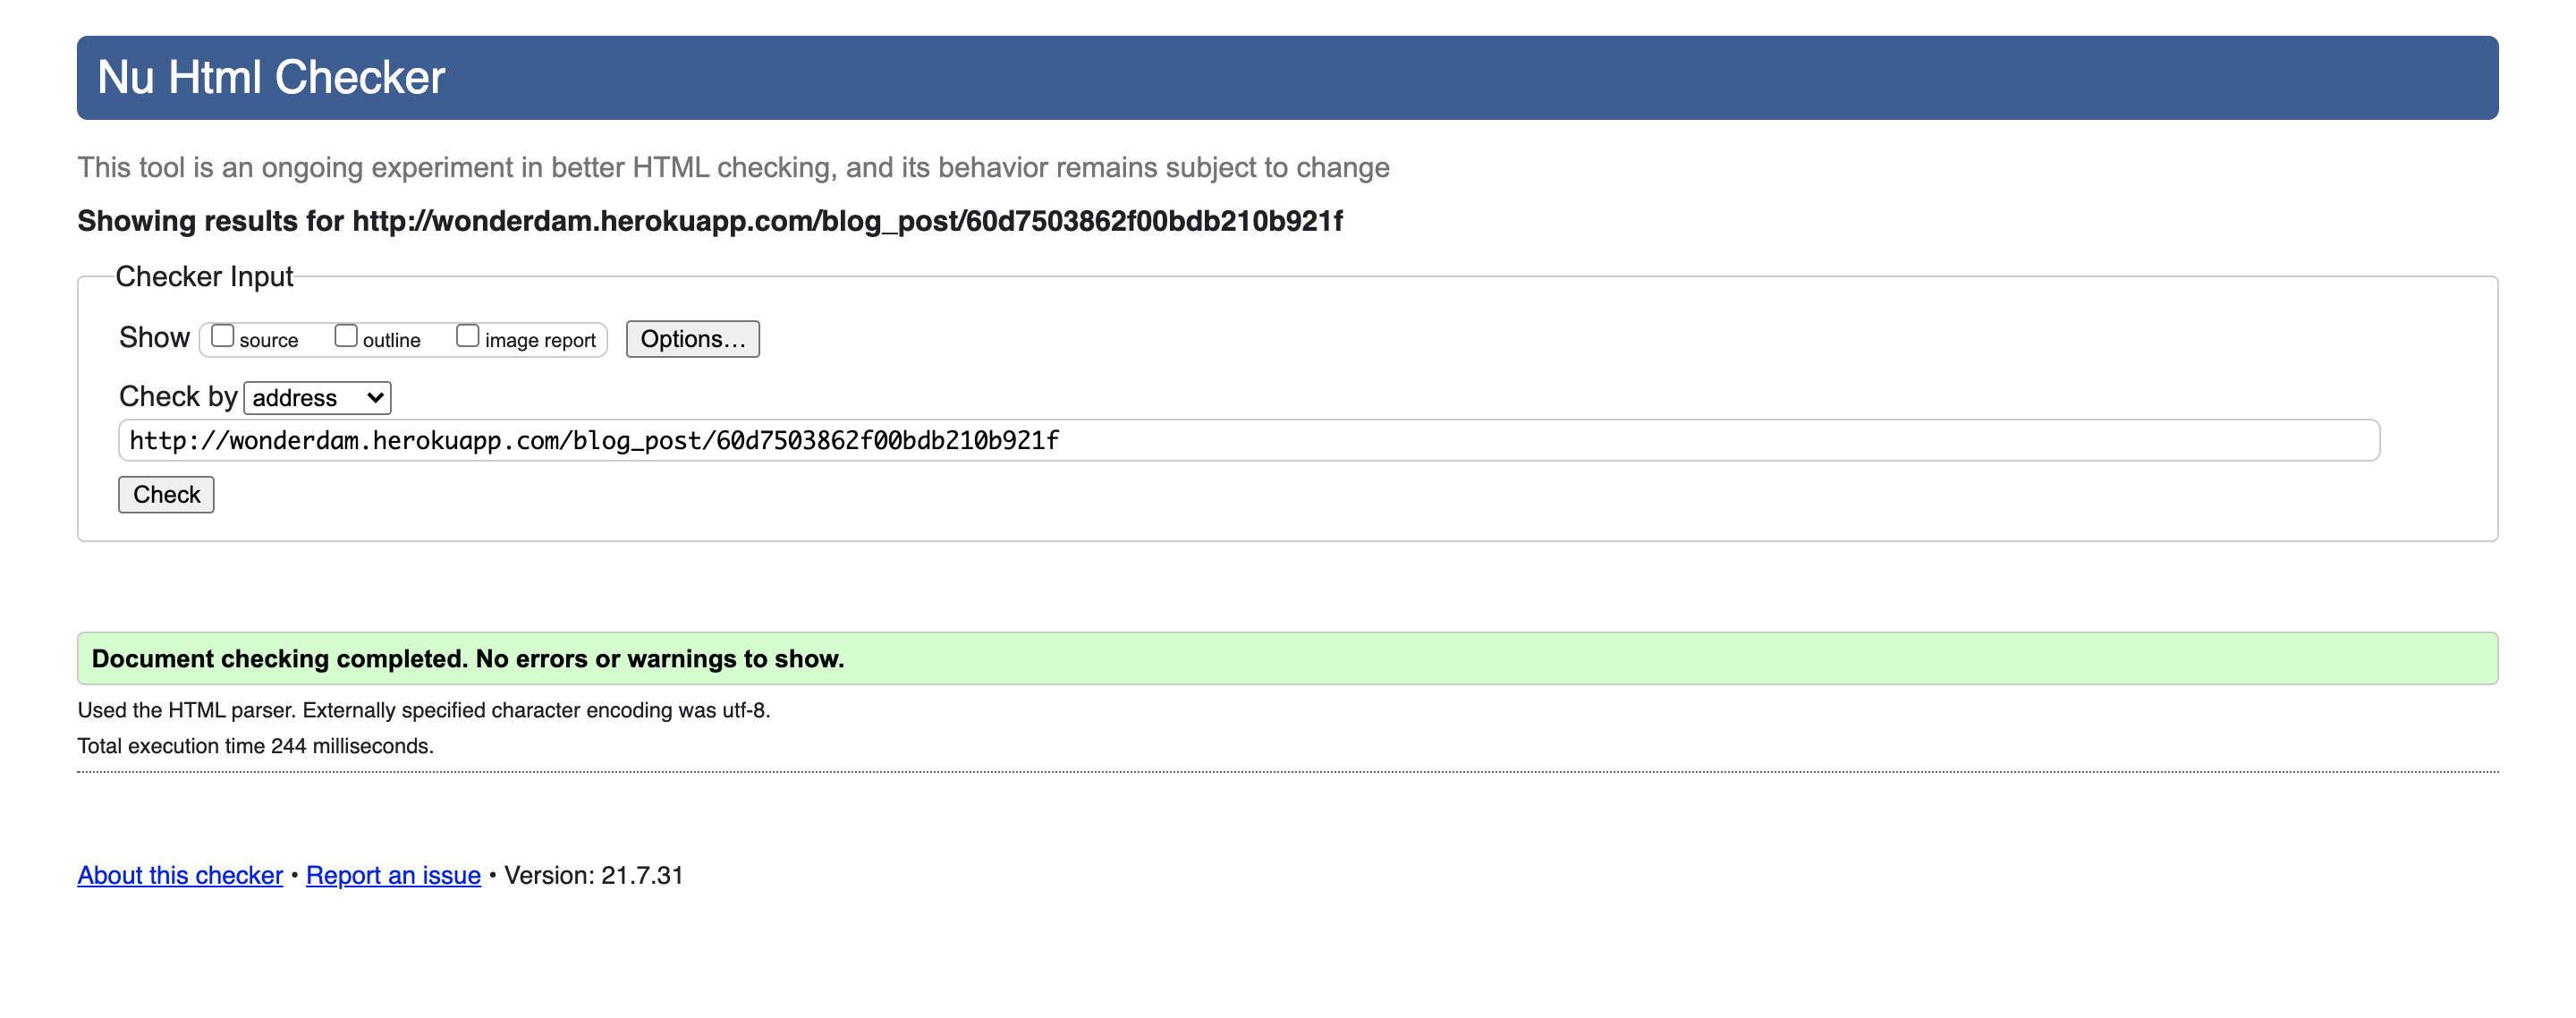 Nu Html Checker
This tool is an ongoing experiment in better HTML checking, and its behavior remains subject to change
Showing results for http://wonderdam.herokuapp.com/blog_post/60d7503862f00bdb210b921f
Checker Input
Show source outline image report Options…
Check by address
http://wonderdam.herokuapp.com/blog_post/60d7503862f00bdb210b921f
Check
Document checking completed. No errors or warnings to show.
Used the HTML parser. Externally specified character encoding was utf-8.
Total execution time 244 milliseconds.
About this checker • Report an issue • Version: 21.7.31